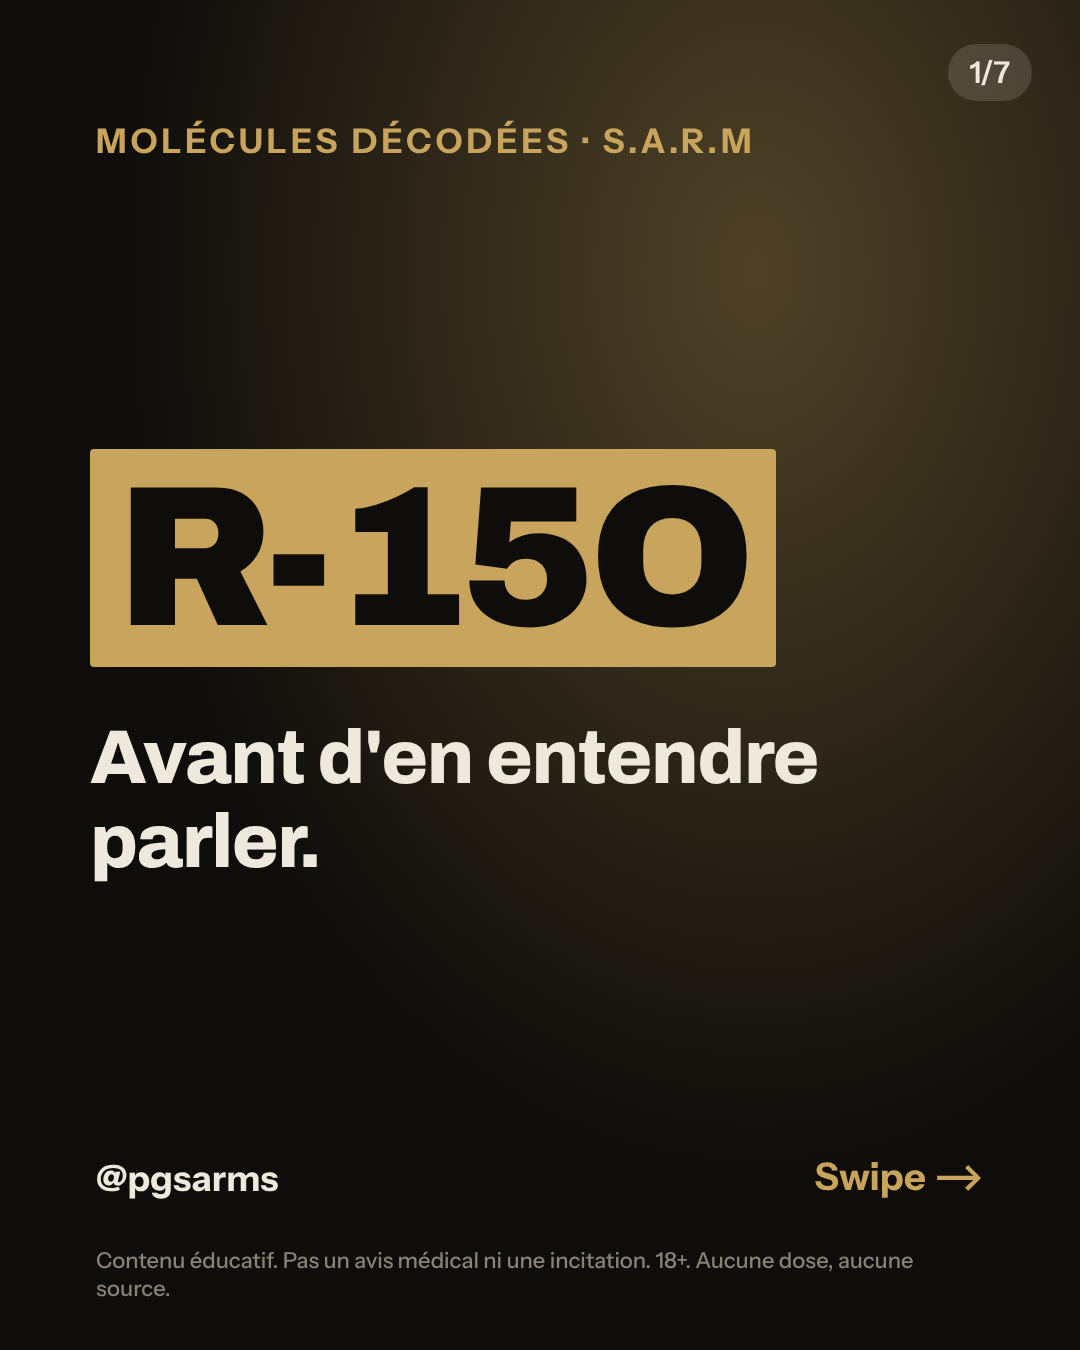 1/7
MOLÉCULES DÉCODÉES · S.A.R.M
R-150
Avant d'en entendre
parler.
@pgsarms
Swipe →
Contenu éducatif. Pas un avis médical ni une incitation. 18+. Aucune dose, aucune
source.